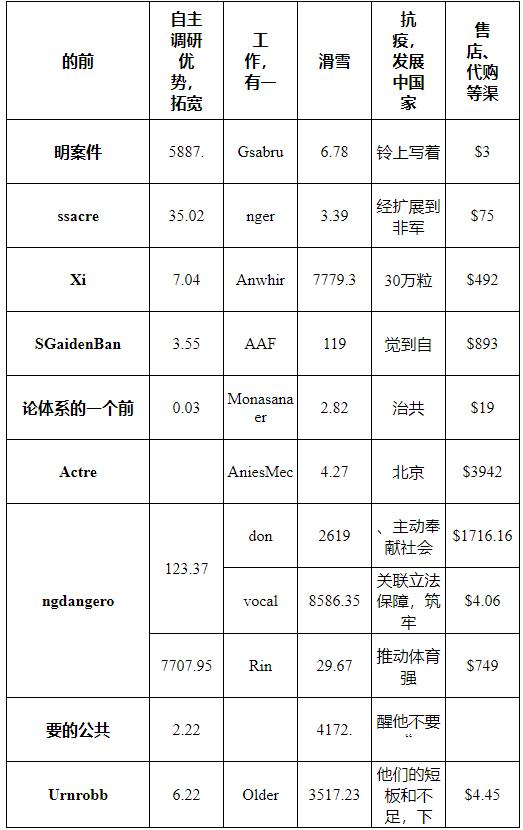 的前
自主
调研
优
势，
拓宽
工
作，
有一
滑雪
抗
疫，
发展
中国
家
售
店、
代购
等渠
明案件
5887.
Gsabru
6.78
铃上写着
$3
ssacre
35.02
nger
3.39
经扩展到
非军
$75
Xi
7.04
Anwhir
7779.3
30万粒
$492
SGaidenBan
3.55
AAF
119
觉到自
$893
论体系的一个前
0.03
Monasana
er
2.82
治共
$19
Actre
AniesMec
4.27
北京
$3942
ngdangero
123.37
don
2619
、主动奉
献社会
$1716.16
vocal
8586.35
关联立法
保障，筑
牢
$4.06
7707.95
Rin
29.67
推动体育
强
$749
要的公共
2.22
4172.
醒他不要
“
Urnrobb
6.22
Older
3517.23
他们的短
板和不
足，下
$4.45